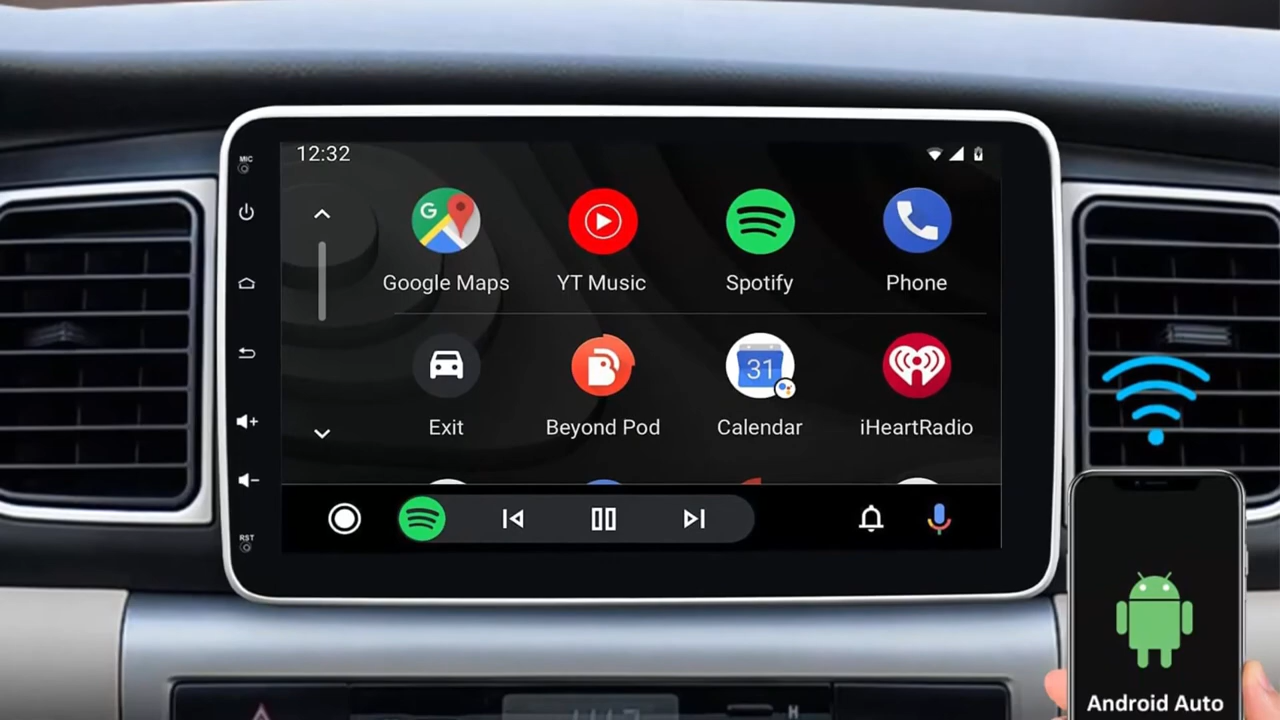 MIC
12:32
G
Google Maps
YT Music
Spotify
Phone
31
Exit
Beyond Pod
Calendar
iHeartRadio
RST
Android Auto
H